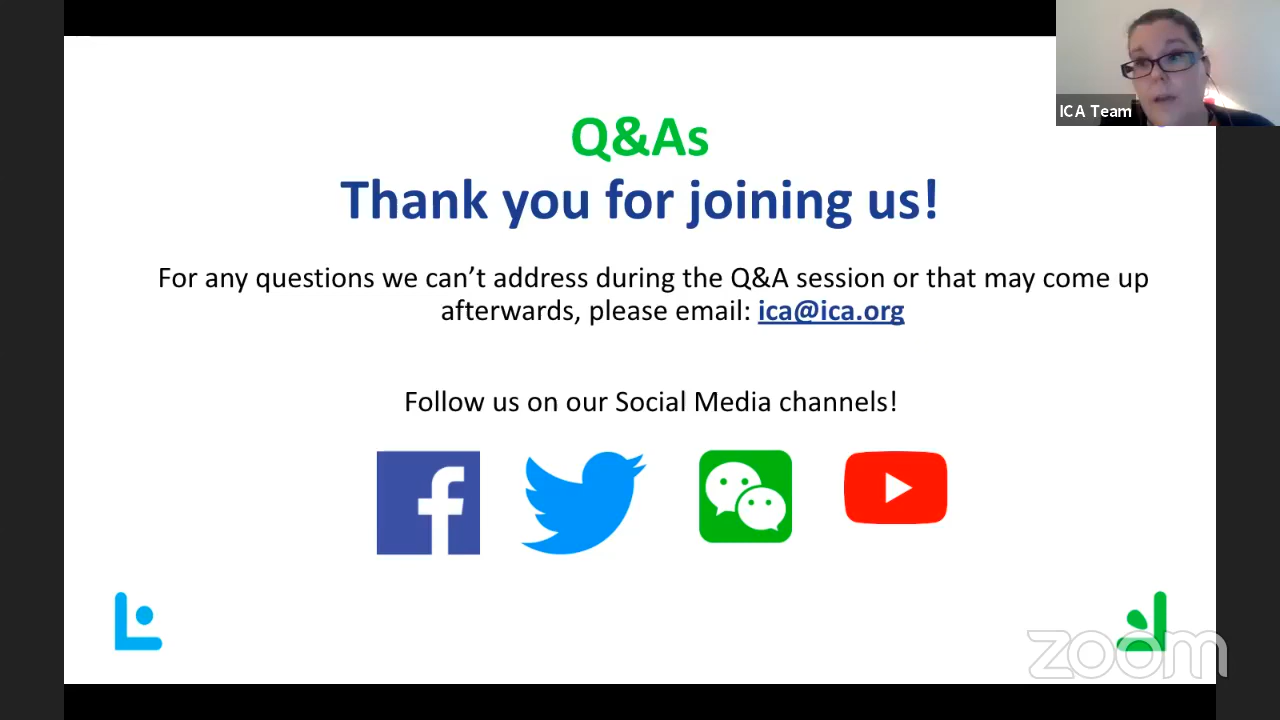 ICA Team
Q&As
Thank you for joining us!
For any questions we can’t address during the Q&A session or that may come up
afterwards, please email: ica@ica.org
Follow us on our Social Media channels!
zoom